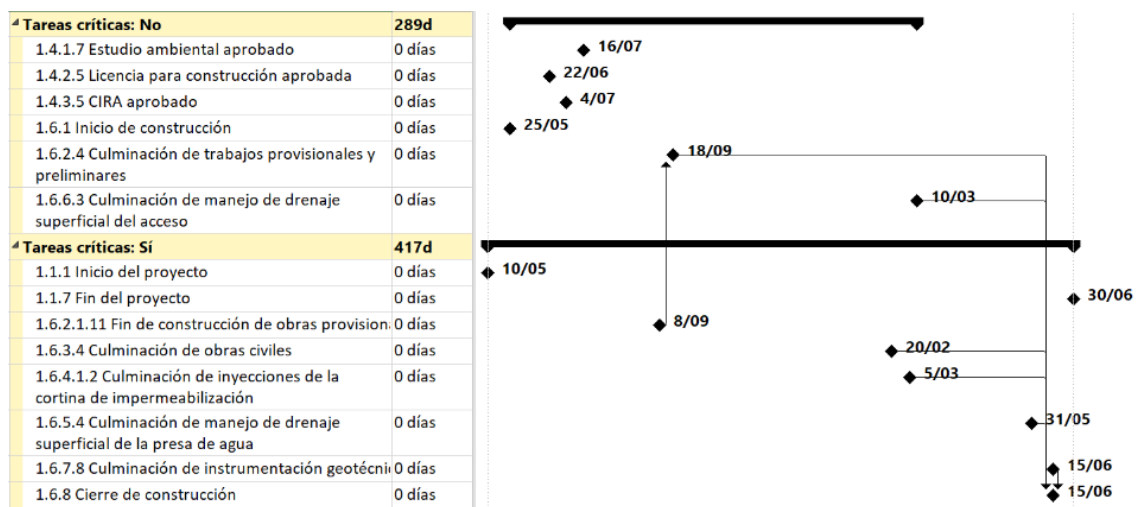 Tareas críticas: No 289d
1.4.1.7 Estudio ambiental aprobado 0 días 16/07
1.4.2.5 Licencia para construcción aprobada 0 días 22/06
1.4.3.5 CIRA aprobado 0 días 4/07
1.6.1 Inicio de construcción 0 días 25/05
1.6.2.4 Culminación de trabajos provisionales y 0 días 18/09
preliminares
1.6.6.3 Culminación de manejo de drenaje 0 días 10/03
superficial del acceso
Tareas críticas: Sí 417d
1.1.1 Inicio del proyecto 0 días 10/05
1.1.7 Fin del proyecto 0 días 30/06
1.6.2.1.11 Fin de construcción de obras provision 0 días 8/09
1.6.3.4 Culminación de obras civiles 0 días 20/02
1.6.4.1.2 Culminación de inyecciones de la 0 días 5/03
cortina de impermeabilización
1.6.5.4 Culminación de manejo de drenaje 0 días 31/05
superficial de la presa de agua
1.6.7.8 Culminación de instrumentación geotécni 0 días 15/06
1.6.8 Cierre de construcción 0 días 15/06